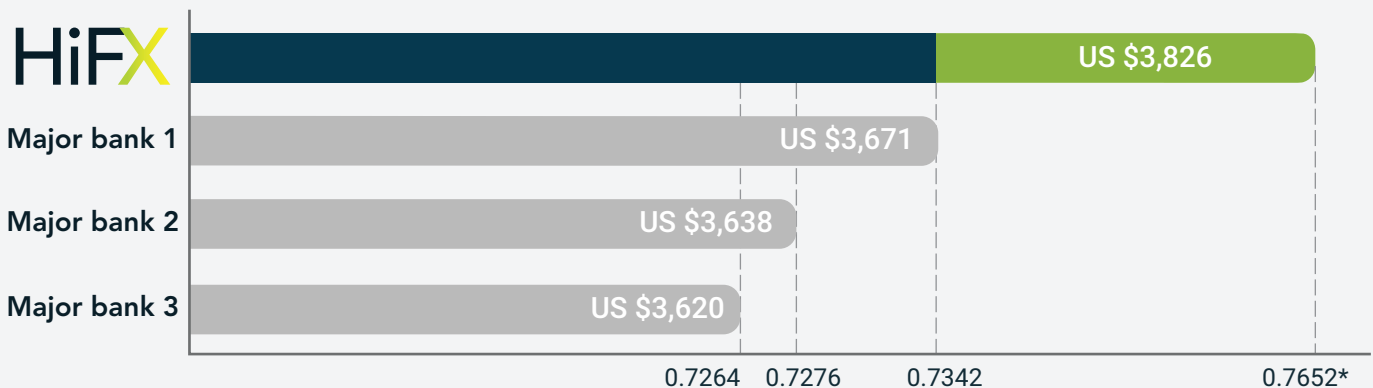 HiFX
US $3,826
Major bank 1
US $3,671
Major bank 2
US $3,638
Major bank 3
US $3,620
0.7264 0.7276 0.7342 0.7652*